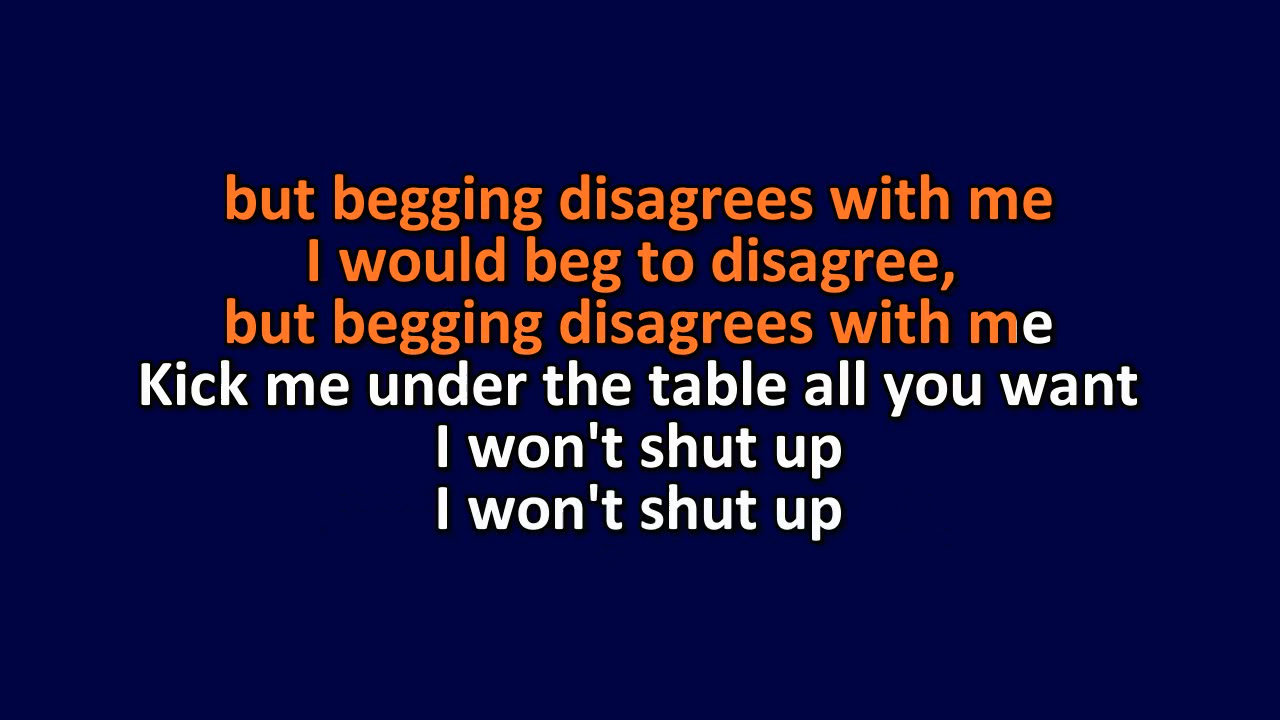 but begging disagrees with me
I would beg to disagree,
but begging disagrees with me
Kick me under the table all you want
I won't shut up
I won't shut up